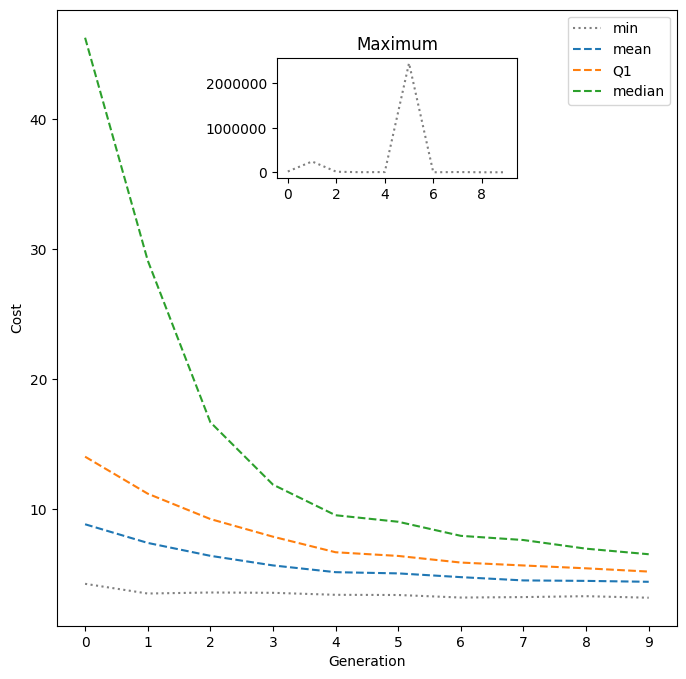 Maximum
2000000
1000000
0
0 2 4 6 8
min
mean
Q1
median
Cost
40
30
20
10
0 1 2 3 4 5 6 7 8 9
Generation